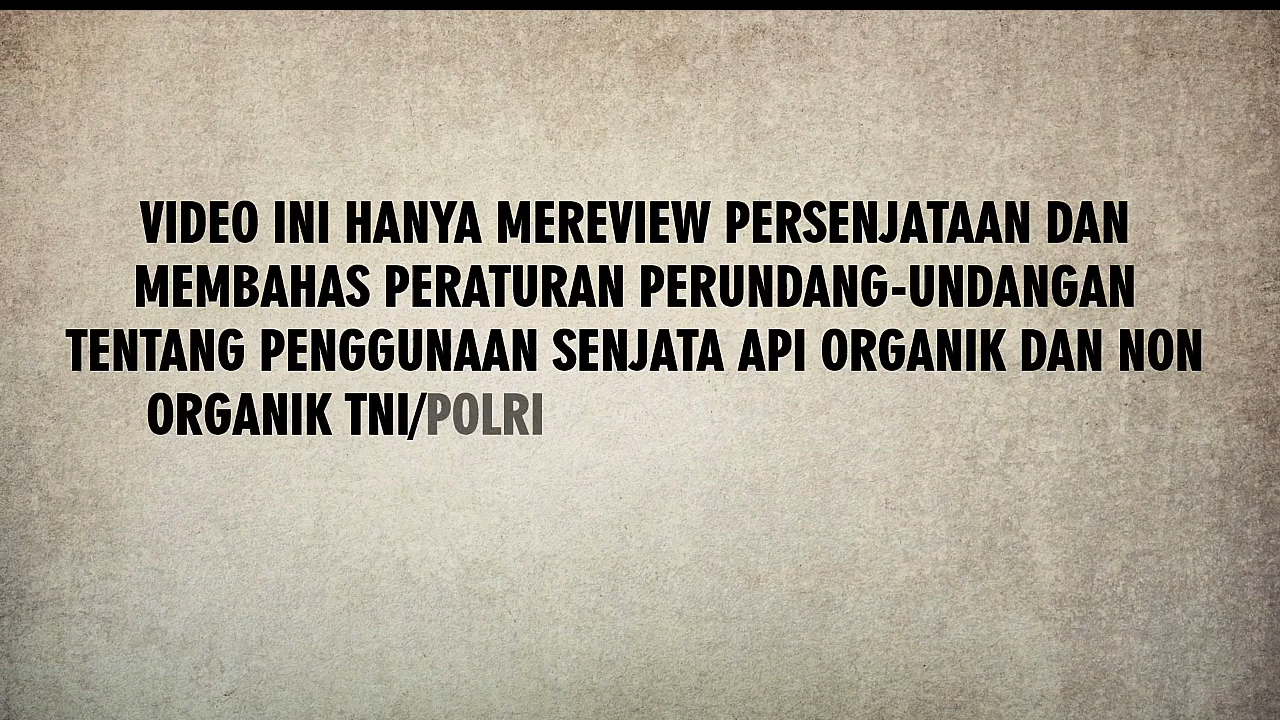 VIDEO INI HANYA MEREVIEW PERSENJATAAN DAN
MEMBAHAS PERATURAN PERUNDANG-UNDANGAN
TENTANG PENGGUNAAN SENJATA API ORGANIK DAN NON
ORGANIK TNI/POLRI